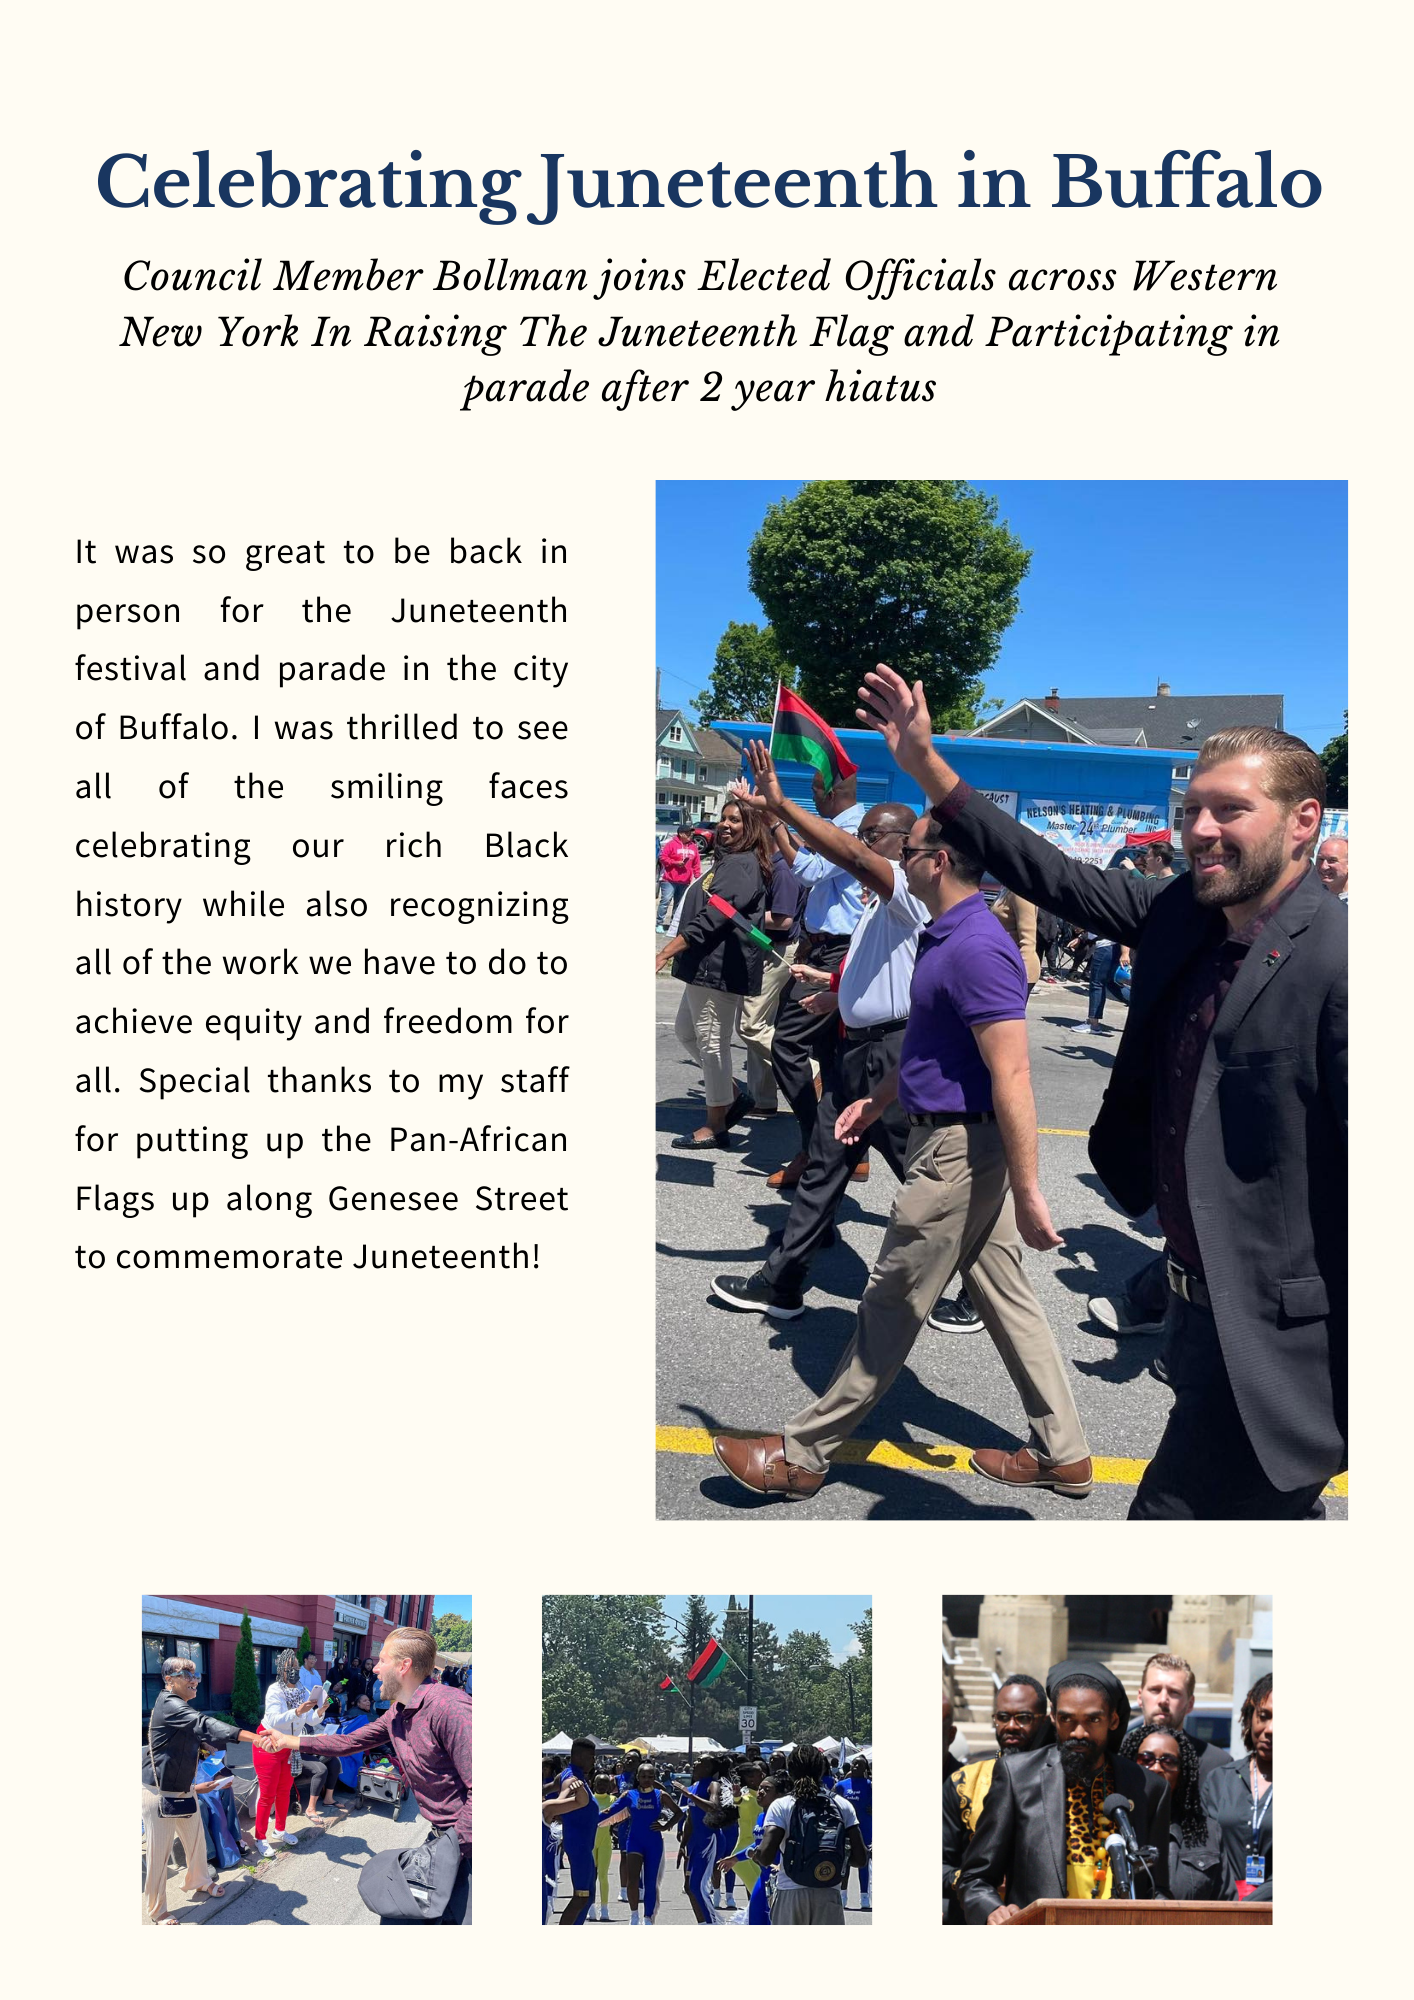 Celebrating Juneteenth in Buffalo
Council Member Bollman joins Elected Officials across Western
New York In Raising The Juneteenth Flag and Participating in
parade after 2 year hiatus
It was so great to be back in
person for the Juneteenth
festival and parade in the city
of Buffalo. I was thrilled to see
all of the smiling faces
celebrating our rich Black
history while also recognizing
all of the work we have to do to
achieve equity and freedom for
all. Special thanks to my staff
for putting up the Pan-African
Flags up along Genesee Street
to commemorate Juneteenth!
NELSON'S HEATING & PLUMBING
Master Plumber INC
SPEED
LIMIT
30